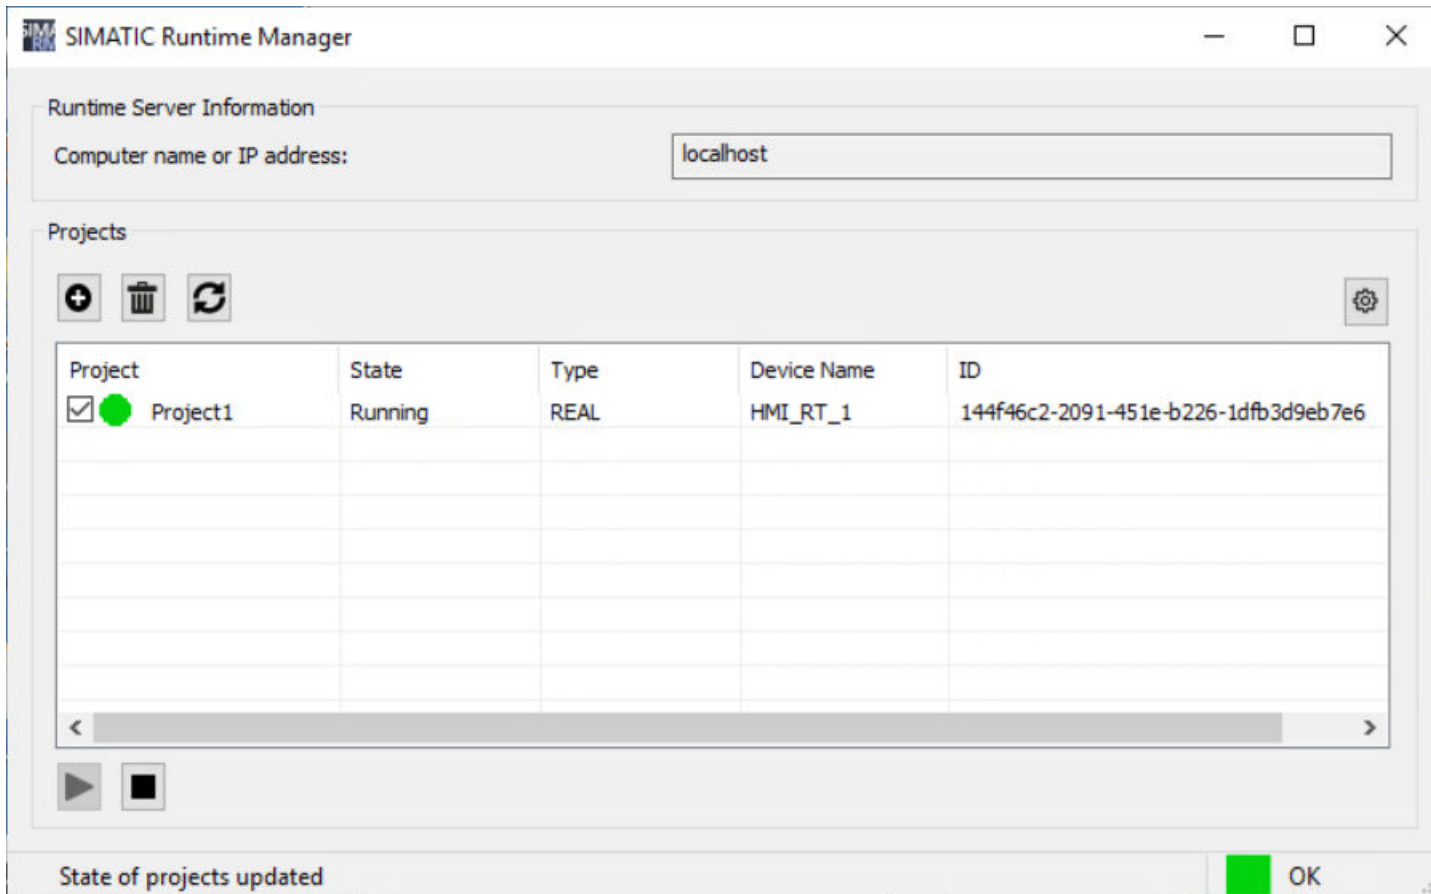 SIMATIC Runtime Manager
Runtime Server Information
Computer name or IP address: localhost
Projects
Project State Type Device Name ID
Project1 Running REAL HMI_RT_1 144f46c2-2091-451e-b226-1dfb3d9eb7e6
State of projects updated OK